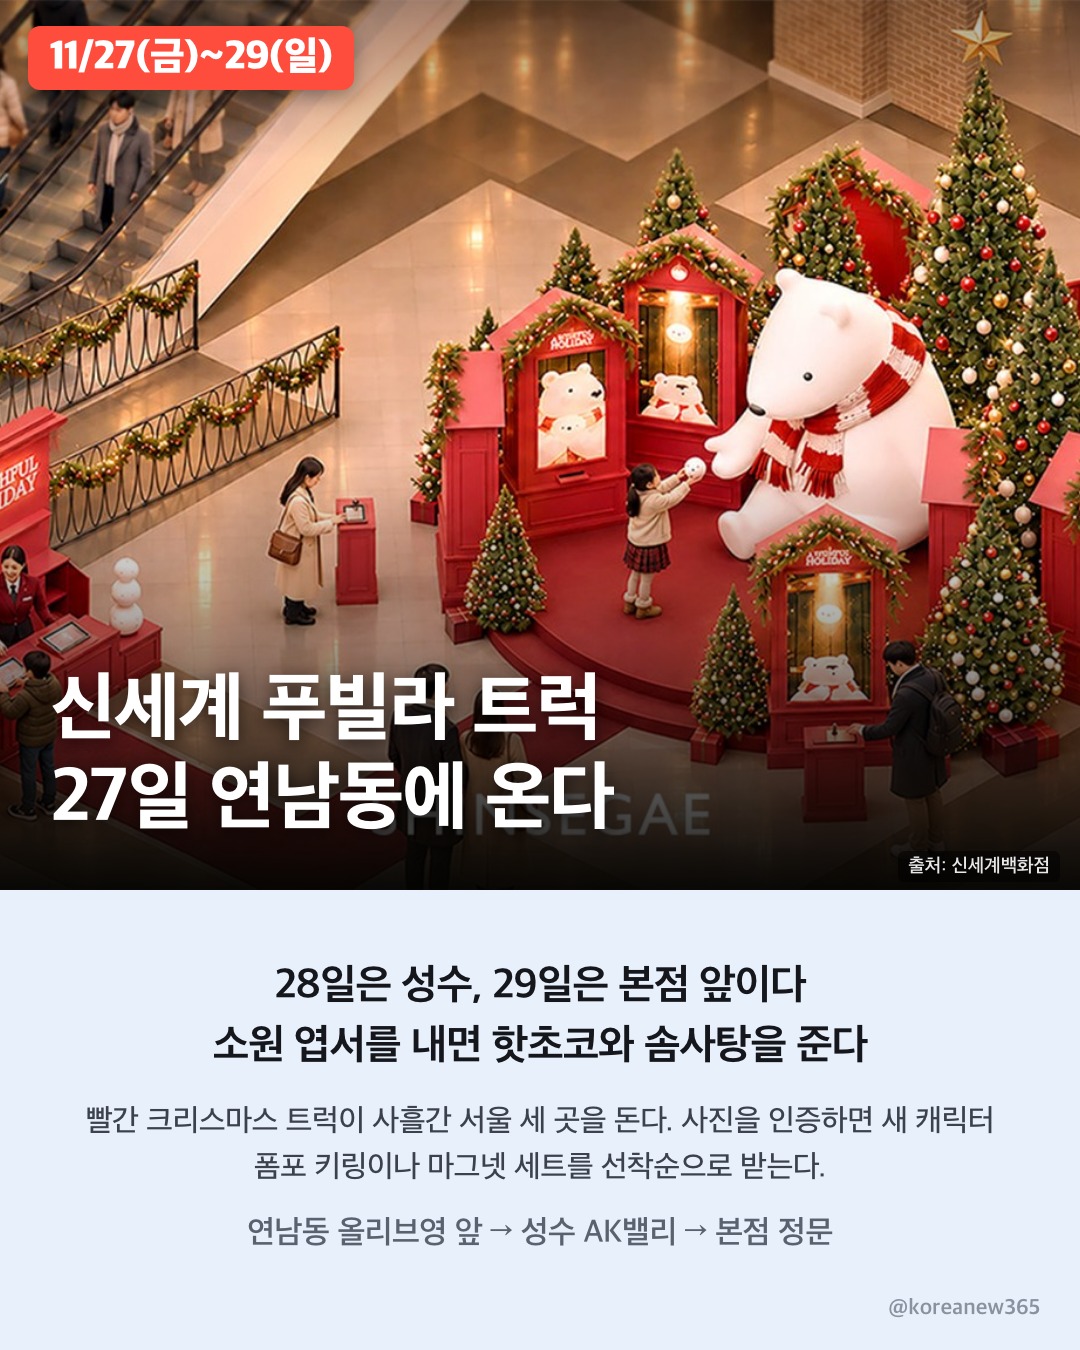 11/27(금)~29(일)
A WISHFUL
HOLIDAY
A WISHFUL
HOLIDAY
신세계 푸빌라 트럭
27일 연남동에 온다
SHINSEGAE
출처: 신세계백화점
28일은 성수, 29일은 본점 앞이다
소원 엽서를 내면 핫초코와 솜사탕을 준다
빨간 크리스마스 트럭이 사흘간 서울 세 곳을 돈다. 사진을 인증하면 새 캐릭터
폼포 키링이나 마그넷 세트를 선착순으로 받는다.
연남동 올리브영 앞 → 성수 AK밸리 → 본점 정문
@koreanew365